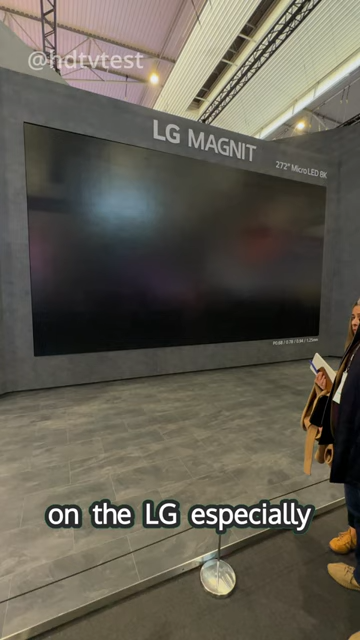 @hdtvtest
LG MAGNIT
272" Micro LED 8K
on the LG especially